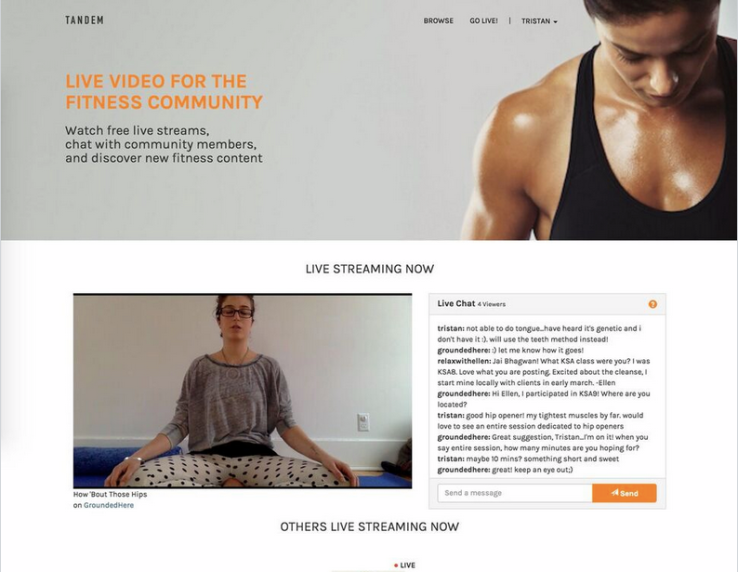 TANDEM
BROWSE GO LIVE! | TRISTAN
LIVE VIDEO FOR THE
FITNESS COMMUNITY
Watch free live streams,
chat with community members,
and discover new fitness content
LIVE STREAMING NOW
How 'Bout Those Hips
on GroundedHere
Live Chat 4 Viewers
tristan: not able to do tongue...have heard it's genetic and i
don't have it :). will use the teeth method instead!
groundedhere: :) let me know how it goes!
relaxwithellen: Jai Bhagwan! What KSA class were you? I was
KSA8. Love what you are posting. Excited about the cleanse, I
start mine locally with clients in early march. -Ellen
groundedhere: Hi Ellen, I participated in KSA9! Where are you
located?
tristan: good hip opener! my tightest muscles by far. would
love to see an entire session dedicated to hip openers
groundedhere: Great suggestion, Tristan...I'm on it! when you
say entire session, how many minutes are you hoping for?
tristan: maybe 10 mins? something short and sweet
groundedhere: great! keep an eye out;)
Send a message
Send
OTHERS LIVE STREAMING NOW
LIVE